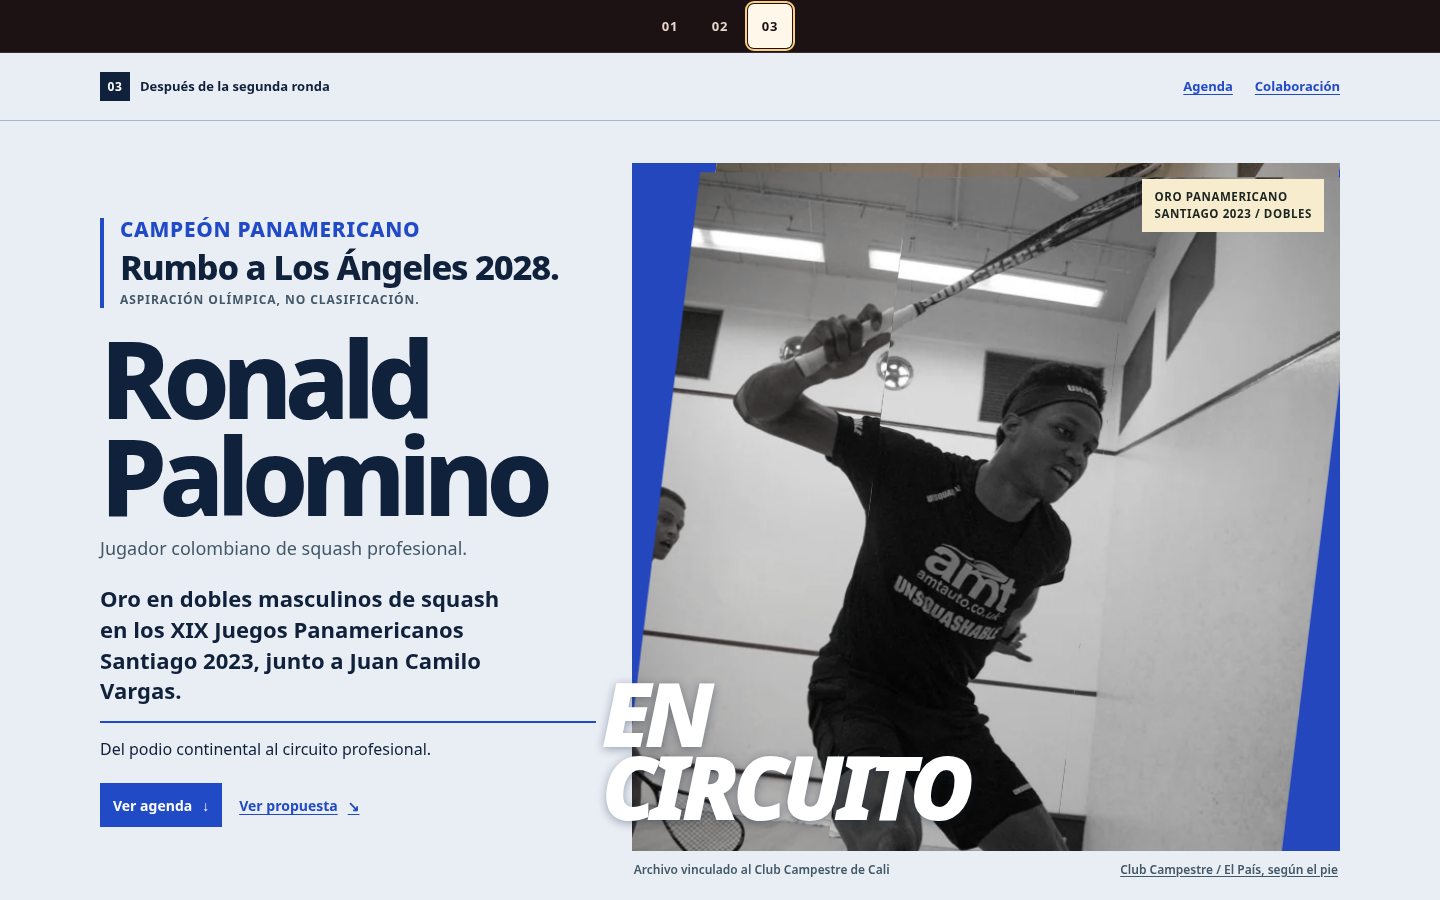 01 02 03
03 Después de la segunda ronda
Agenda Colaboración
CAMPEÓN PANAMERICANO
Rumbo a Los Ángeles 2028.
ASPIRACIÓN OLÍMPICA, NO CLASIFICACIÓN.
Ronald
Palomino
Jugador colombiano de squash profesional.
Oro en dobles masculinos de squash
en los XIX Juegos Panamericanos
Santiago 2023, junto a Juan Camilo
Vargas.
Del podio continental al circuito profesional.
Ver agenda ↓ Ver propuesta ↘
ORO PANAMERICANO
SANTIAGO 2023 / DOBLES
amt
amtauto.co.uk
UNSQUASHABLE
EN
CIRCUITO
Archivo vinculado al Club Campestre de Cali
Club Campestre / El País, según el pie